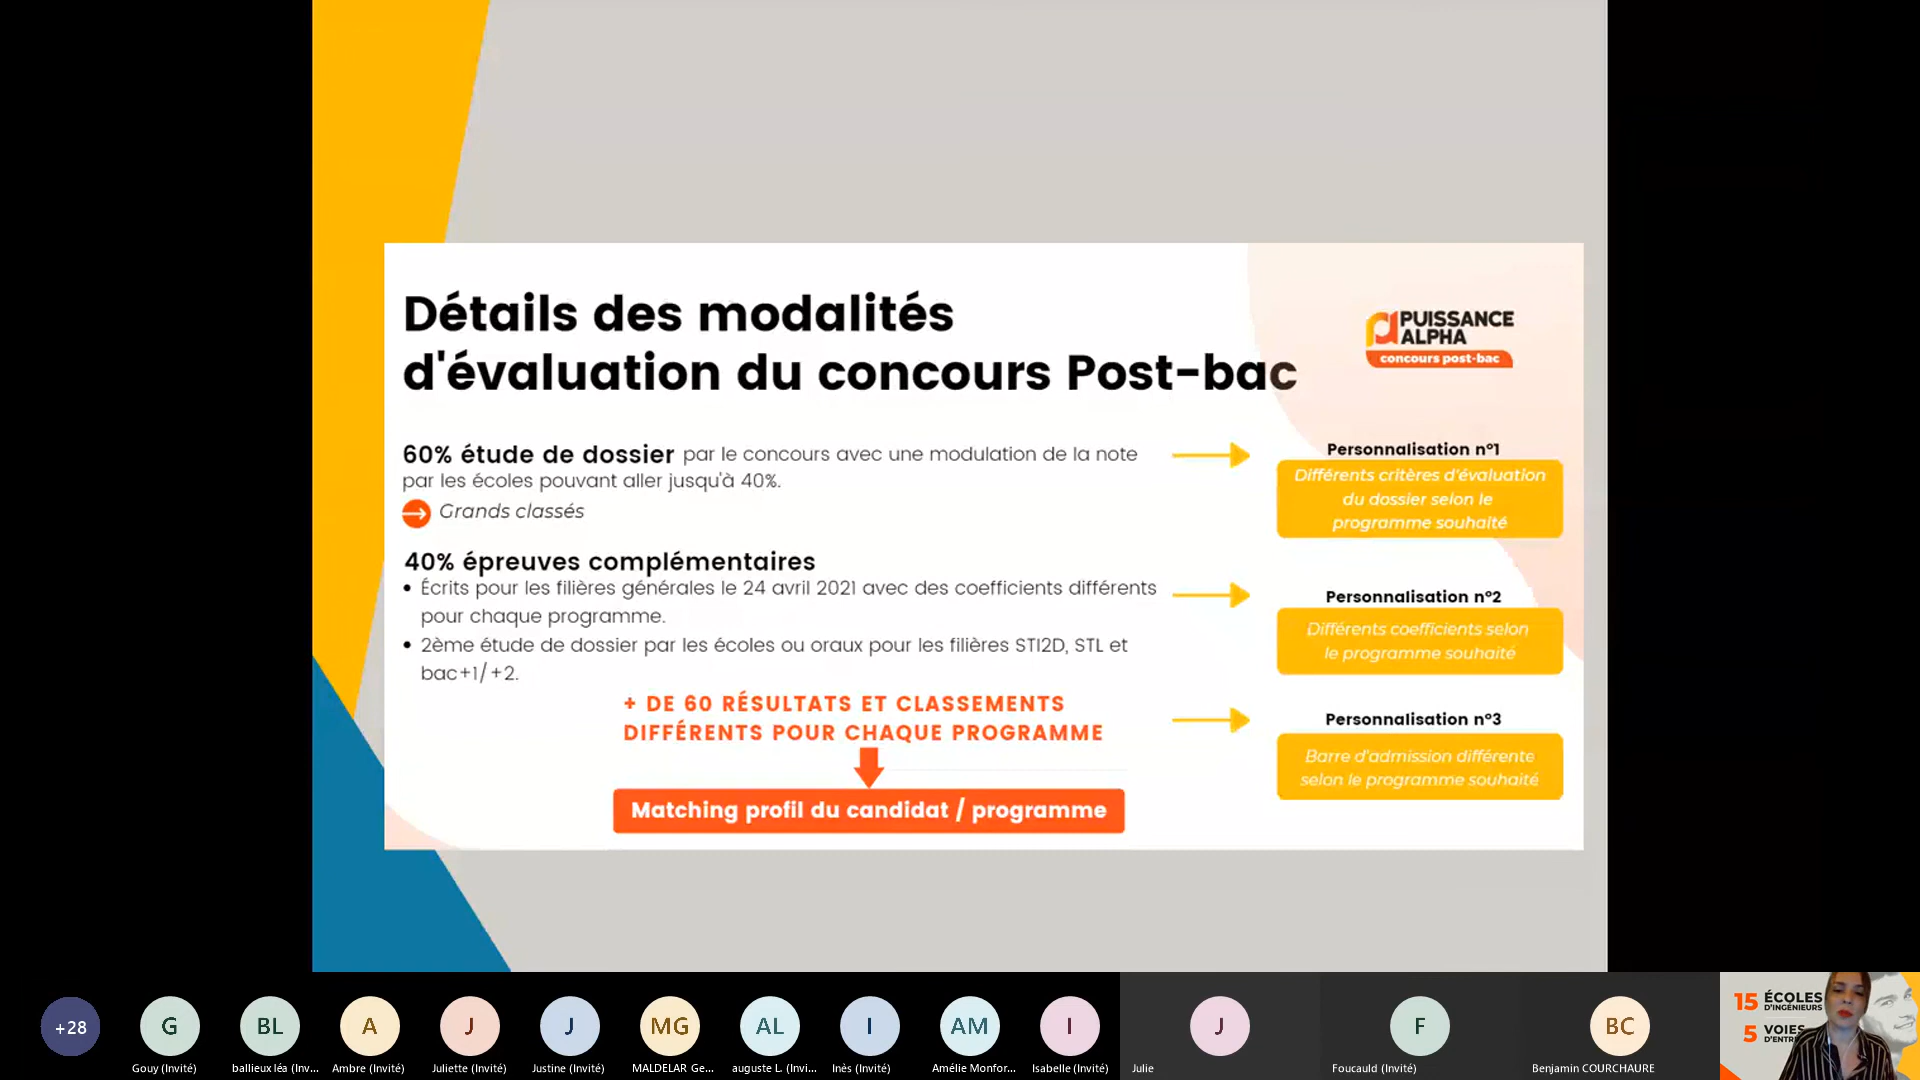 Détails des modalités
d'évaluation du concours Post-bac
PUISSANCE
ALPHA
concours post-bac
60% étude de dossier par le concours avec une modulation de la note
par les écoles pouvant aller jusqu'à 40%.
Grands classés
40% épreuves complémentaires
• Écrits pour les filières générales le 24 avril 2021 avec des coefficients différents
pour chaque programme.
• 2ème étude de dossier par les écoles ou oraux pour les filières STI2D, STL et
bac+1/+2.
+ DE 60 RÉSULTATS ET CLASSEMENTS
DIFFÉRENTS POUR CHAQUE PROGRAMME
Matching profil du candidat / programme
Personnalisation n°1
Différents critères d'évaluation
du dossier selon le
programme souhaité
Personnalisation n°2
Différents coefficients selon
le programme souhaité
Personnalisation n°3
Barre d'admission différente
selon le programme souhaité
+28
G
BL
A
J
J
MG
AL
I
AM
I
J
F
BC
Gouy (Invité)
ballieux léa (Inv...
Ambre (Invité)
Juliette (Invité)
Justine (Invité)
MALDELAR Ge...
auguste L. (Invi...
Inès (Invité)
Amélie Monfor...
Isabelle (Invité)
Julie
Foucauld (Invité)
Benjamin COURCHAURE
15 ÉCOLES
D'INGÉNIEURS
5 VOIES